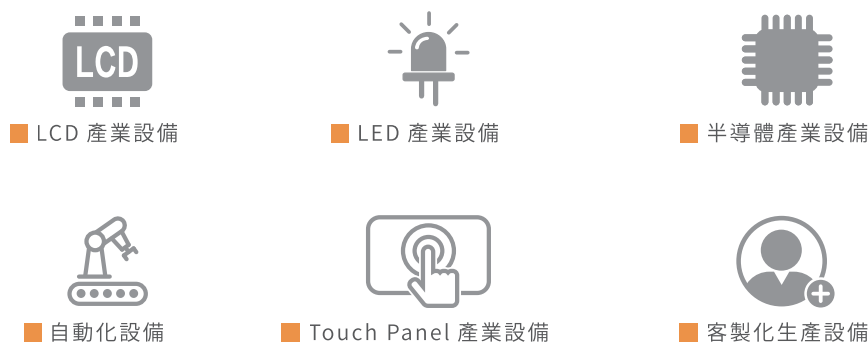 LCD
LCD 產業設備
LED 產業設備
半導體產業設備
自動化設備
Touch Panel 產業設備
客製化生產設備